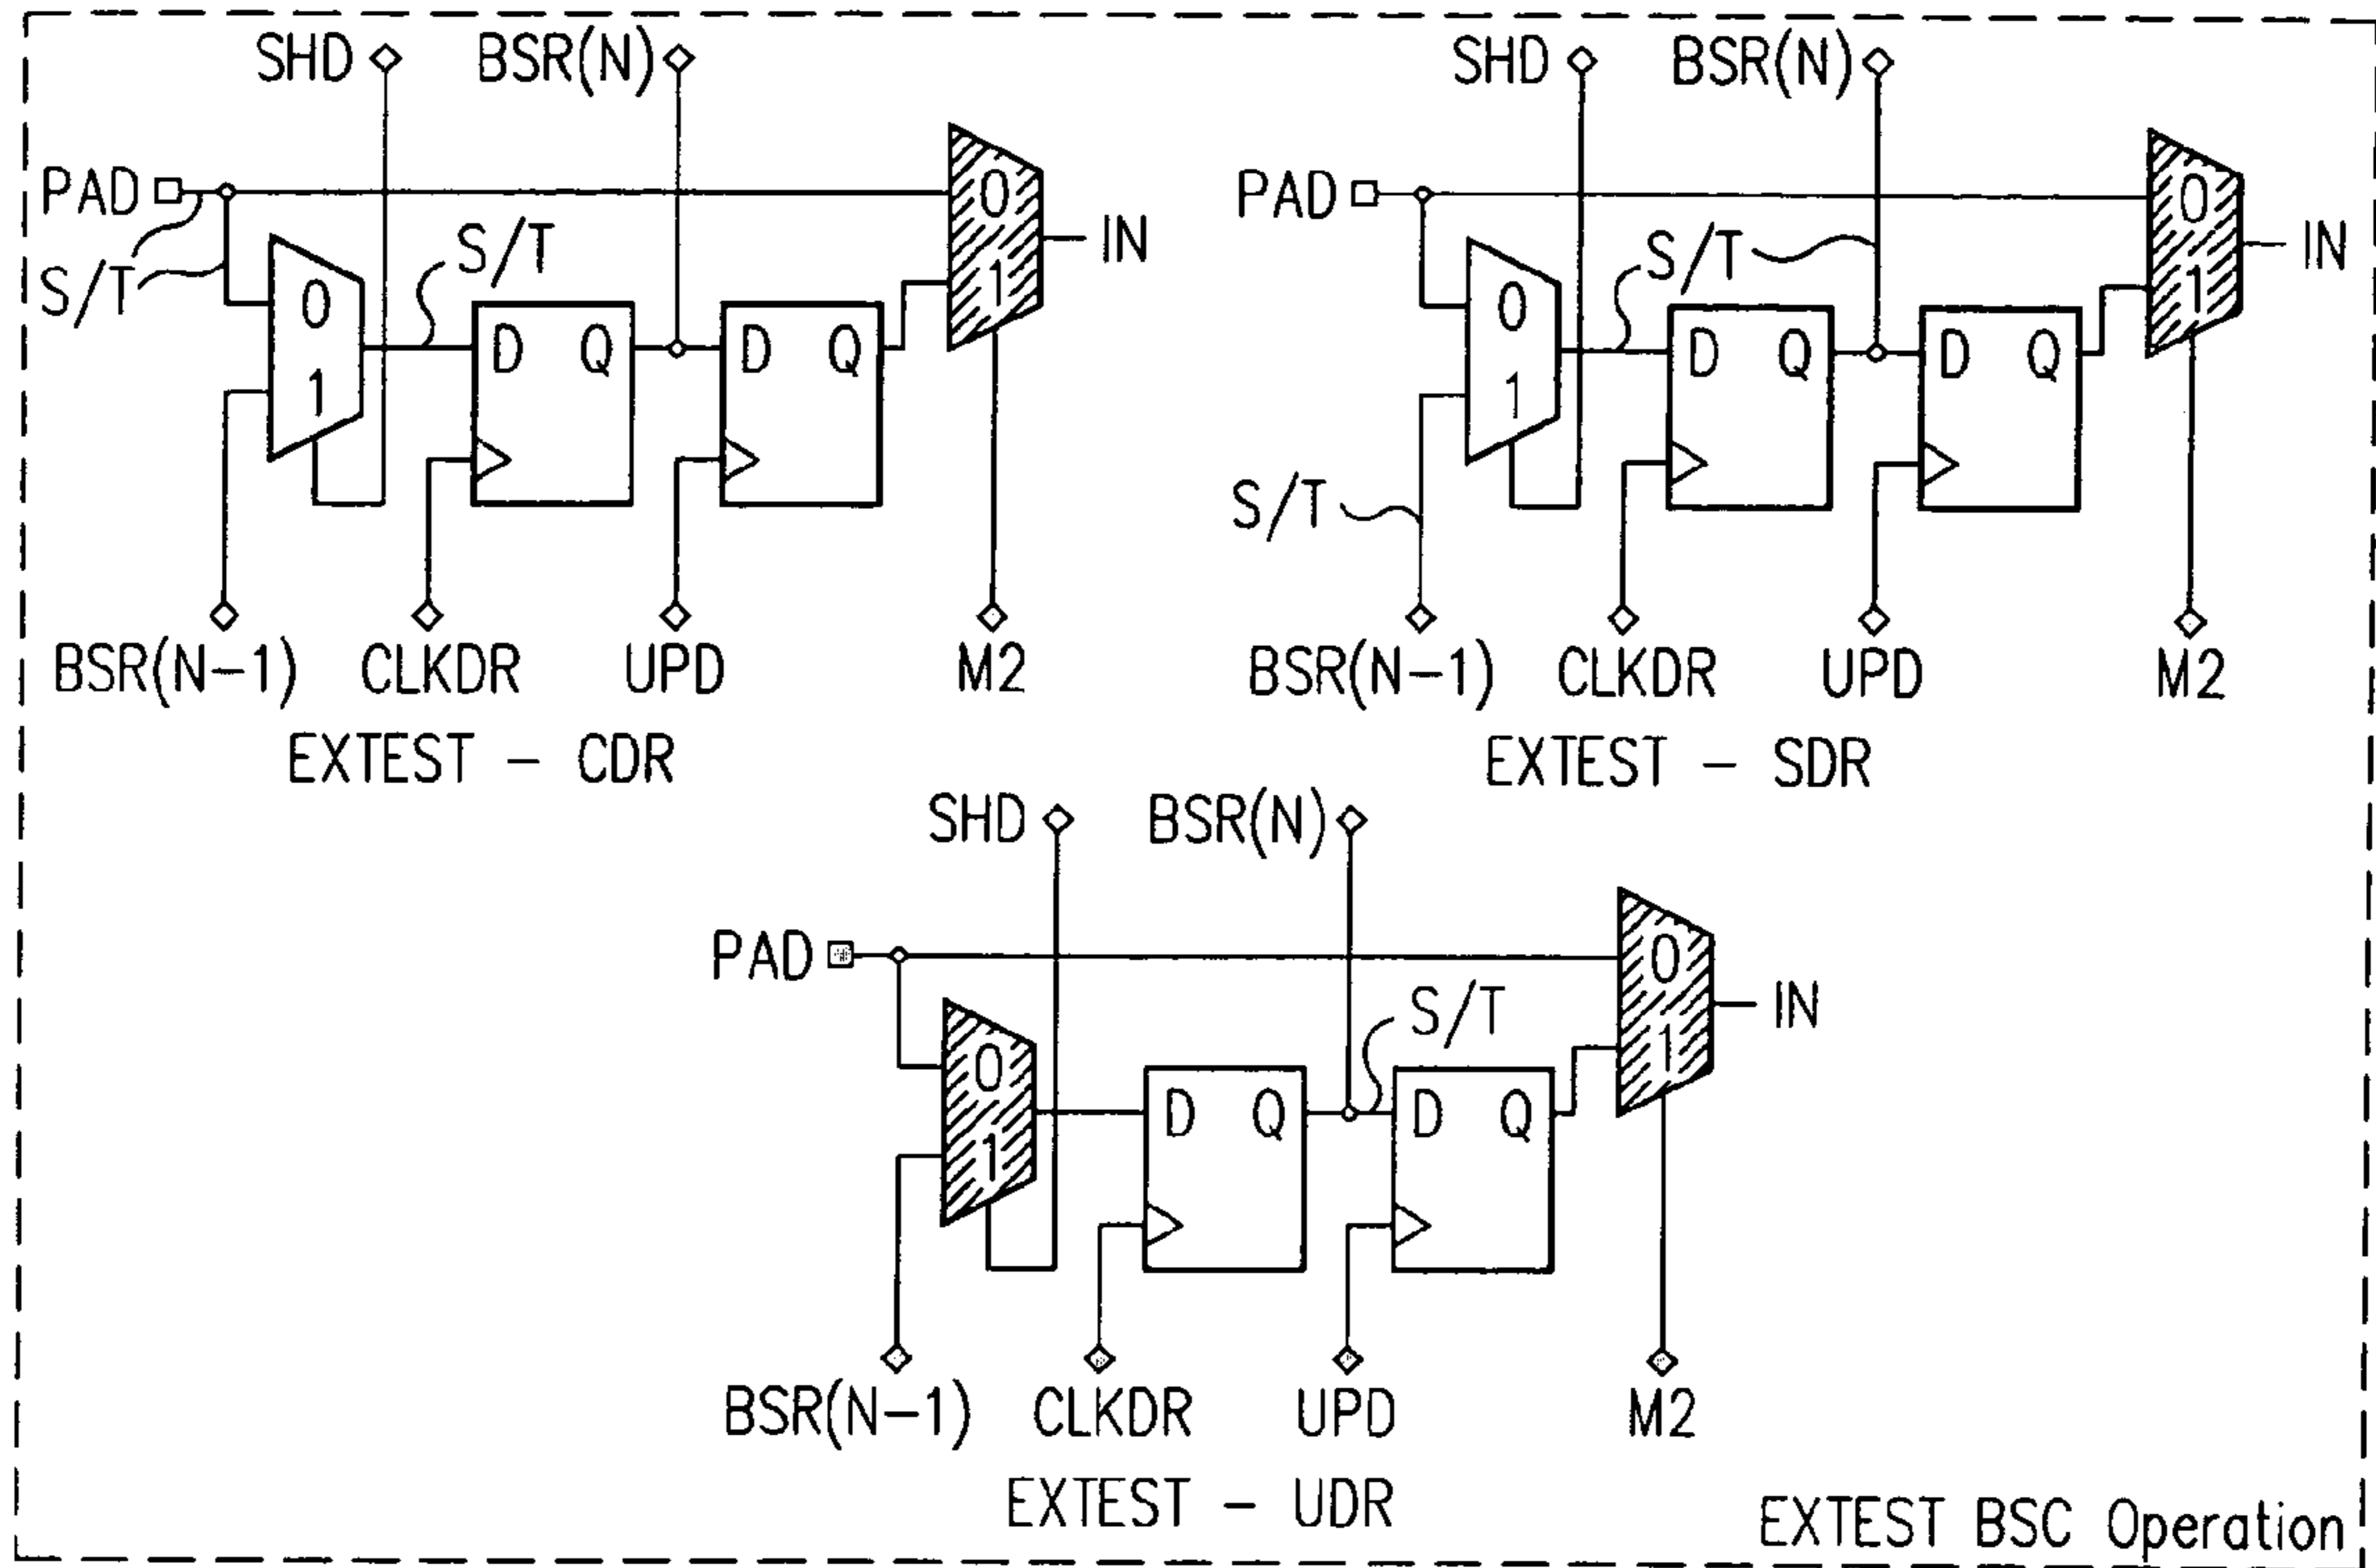 SHD BSR(N)
PAD
S/T
S/T
0
1
D Q
D Q
0
1
IN
BSR(N-1) CLKDR UPD M2
EXTEST - CDR
SHD BSR(N)
PAD
S/T
S/T
0
1
D Q
D Q
0
1
IN
BSR(N-1) CLKDR UPD M2
EXTEST - SDR
SHD BSR(N)
PAD
S/T
0
1
D Q
D Q
0
1
IN
BSR(N-1) CLKDR UPD M2
EXTEST - UDR
EXTEST BSC Operation